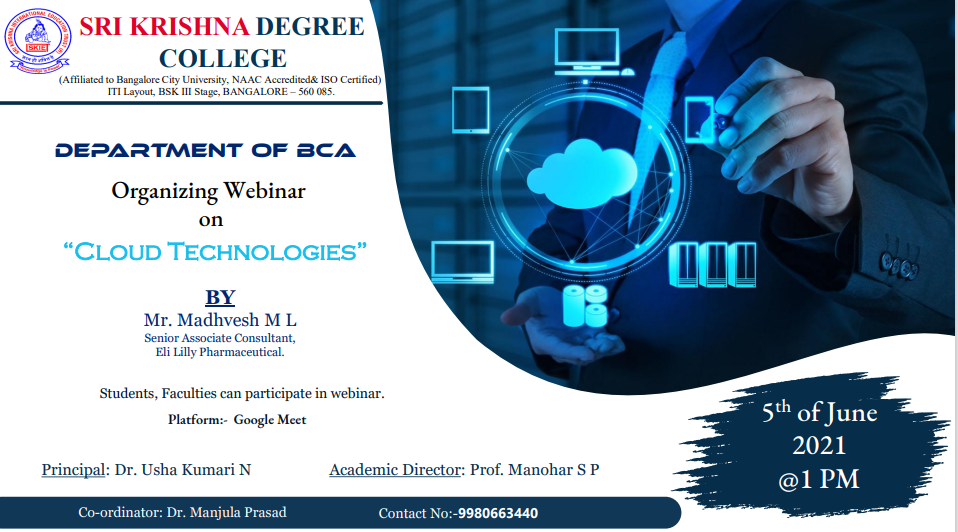 SRI KRISHNA DEGREE
COLLEGE
(Affiliated to Bangalore City University, NAAC Accredited& ISO Certified)
ITI Layout, BSK III Stage, BANGALORE – 560 085.
DEPARTMENT OF BCA
Organizing Webinar
on
“CLOUD TECHNOLOGIES”
BY
Mr. Madhvesh M L
Senior Associate Consultant,
Eli Lilly Pharmaceutical.
Students, Faculties can participate in webinar.
Platform:- Google Meet
5th of June
2021
@1 PM
Principal: Dr. Usha Kumari N
Academic Director: Prof. Manohar S P
Co-ordinator: Dr. Manjula Prasad
Contact No:-9980663440
ISKIET